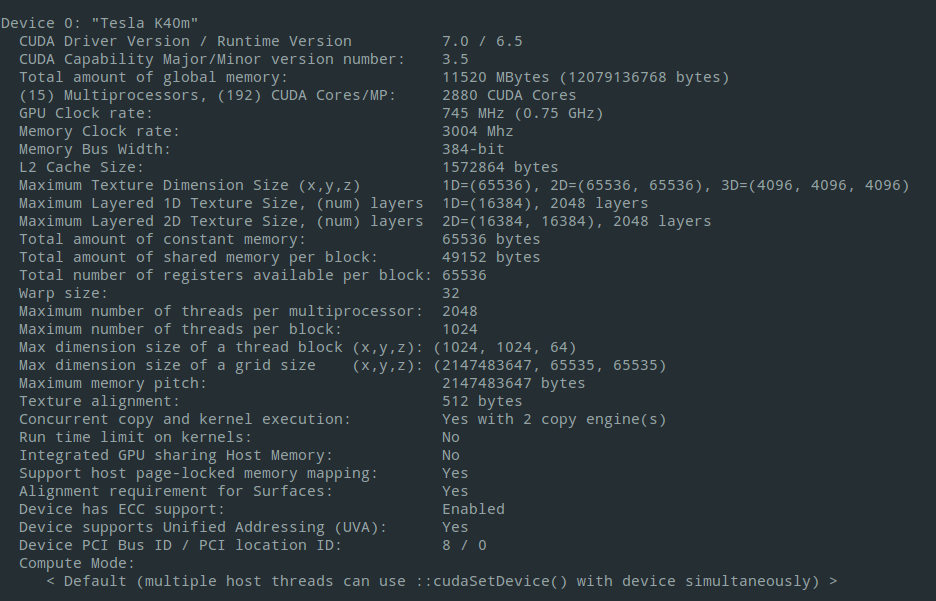 Device 0: "Tesla K40m"
  CUDA Driver Version / Runtime Version          7.0 / 6.5
  CUDA Capability Major/Minor version number:    3.5
  Total amount of global memory:                 11520 MBytes (12079136768 bytes)
  (15) Multiprocessors, (192) CUDA Cores/MP:     2880 CUDA Cores
  GPU Clock rate:                                745 MHz (0.75 GHz)
  Memory Clock rate:                             3004 Mhz
  Memory Bus Width:                              384-bit
  L2 Cache Size:                                 1572864 bytes
  Maximum Texture Dimension Size (x,y,z)         1D=(65536), 2D=(65536, 65536), 3D=(4096, 4096, 4096)
  Maximum Layered 1D Texture Size, (num) layers  1D=(16384), 2048 layers
  Maximum Layered 2D Texture Size, (num) layers  2D=(16384, 16384), 2048 layers
  Total amount of constant memory:               65536 bytes
  Total amount of shared memory per block:       49152 bytes
  Total number of registers available per block: 65536
  Warp size:                                     32
  Maximum number of threads per multiprocessor:  2048
  Maximum number of threads per block:           1024
  Max dimension size of a thread block (x,y,z): (1024, 1024, 64)
  Max dimension size of a grid size    (x,y,z): (2147483647, 65535, 65535)
  Maximum memory pitch:                          2147483647 bytes
  Texture alignment:                             512 bytes
  Concurrent copy and kernel execution:          Yes with 2 copy engine(s)
  Run time limit on kernels:                     No
  Integrated GPU sharing Host Memory:            No
  Support host page-locked memory mapping:       Yes
  Alignment requirement for Surfaces:            Yes
  Device has ECC support:                        Enabled
  Device supports Unified Addressing (UVA):      Yes
  Device PCI Bus ID / PCI location ID:           8 / 0
  Compute Mode:
     < Default (multiple host threads can use ::cudaSetDevice() with device simultaneously) >